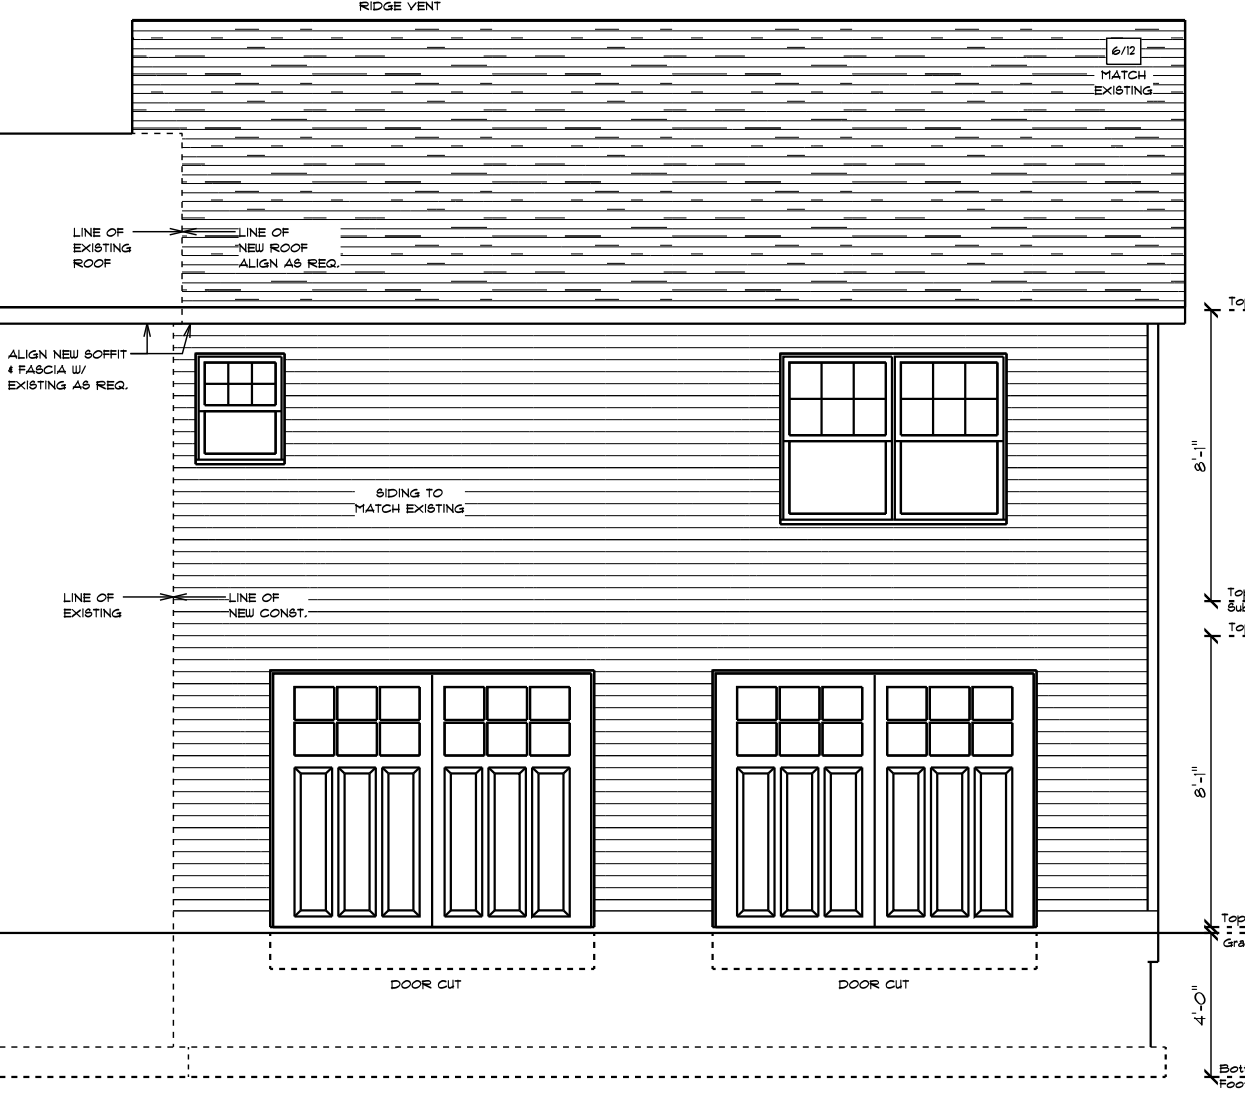 RIDGE VENT
6/12
MATCH
EXISTING
LINE OF
EXISTING
ROOF
LINE OF
NEW ROOF
ALIGN AS REQ.
ALIGN NEW SOFFIT
& FASCIA W/
EXISTING AS REQ.
SIDING TO
MATCH EXISTING
LINE OF
EXISTING
LINE OF
NEW CONST.
8'-1"
8'-1"
4'-0"
DOOR CUT
DOOR CUT